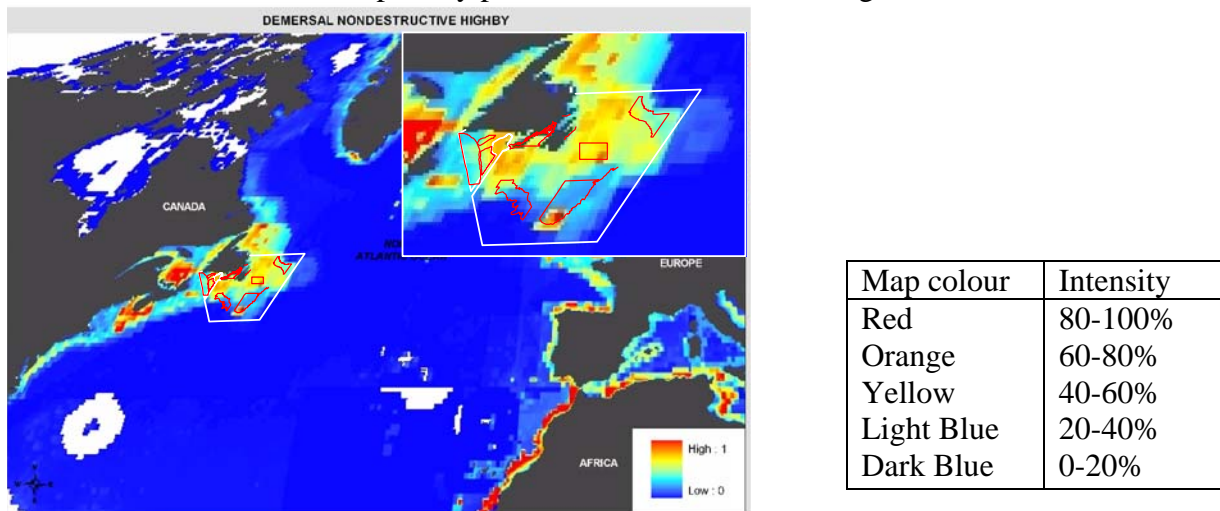 DEMERSAL NONDESTRUCTIVE HIGHBY
CANADA
EUROPE
AFRICA
High : 1
Low : 0
Map colour Intensity
Red 80-100%
Orange 60-80%
Yellow 40-60%
Light Blue 20-40%
Dark Blue 0-20%